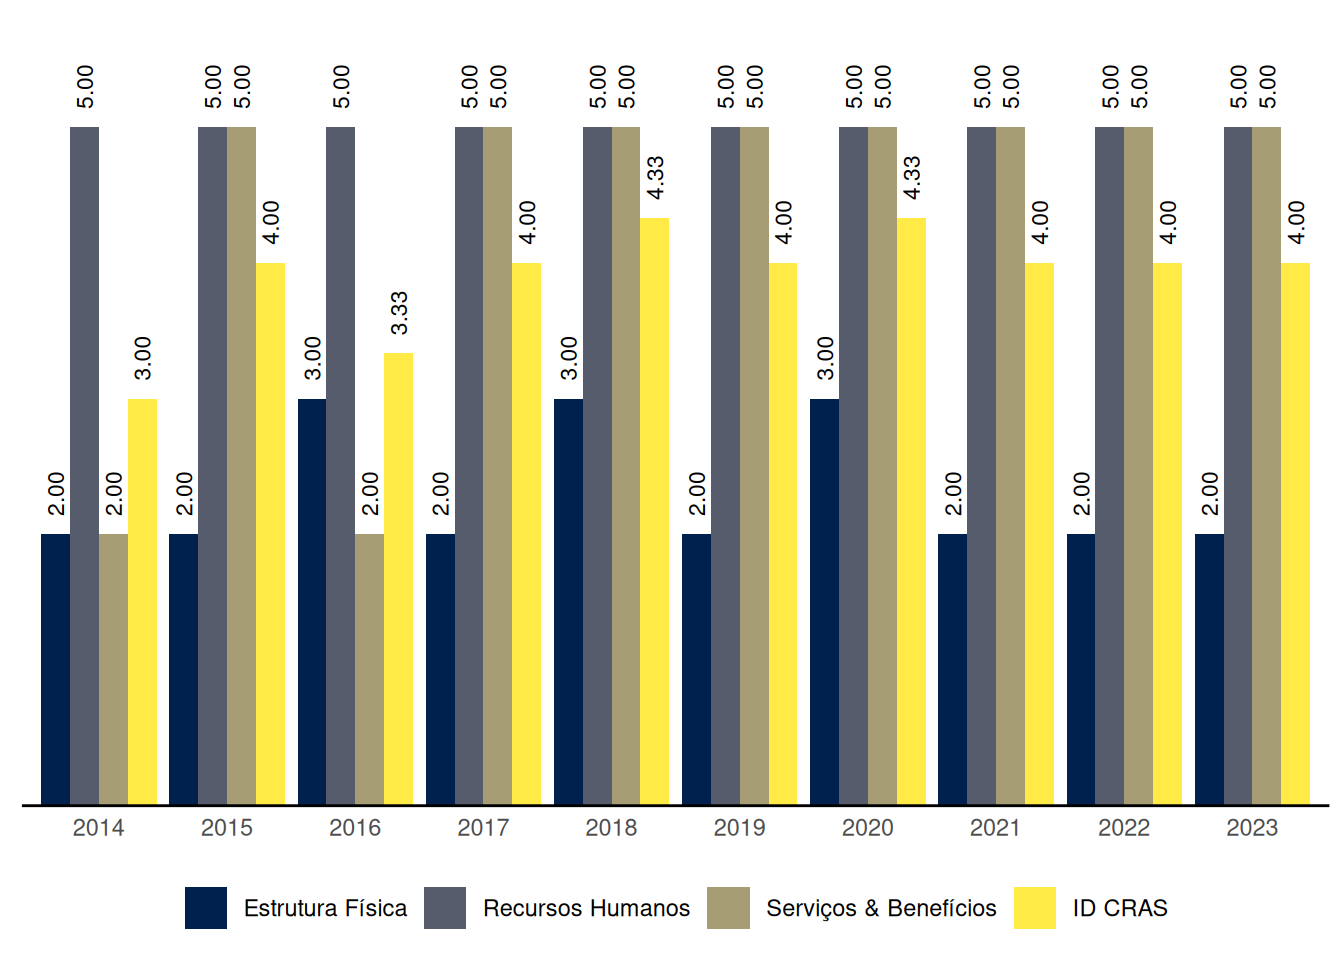 2.00 5.00 2.00 3.00 2.00 5.00 5.00 4.00 3.00 5.00 2.00 3.33 2.00 5.00 5.00 4.00 3.00 5.00 5.00 4.33 2.00 5.00 5.00 4.00 3.00 5.00 5.00 4.33 2.00 5.00 5.00 4.00 2.00 5.00 5.00 4.00 2.00 5.00 5.00 4.00
2014 2015 2016 2017 2018 2019 2020 2021 2022 2023
Estrutura Física Recursos Humanos Serviços & Benefícios ID CRAS